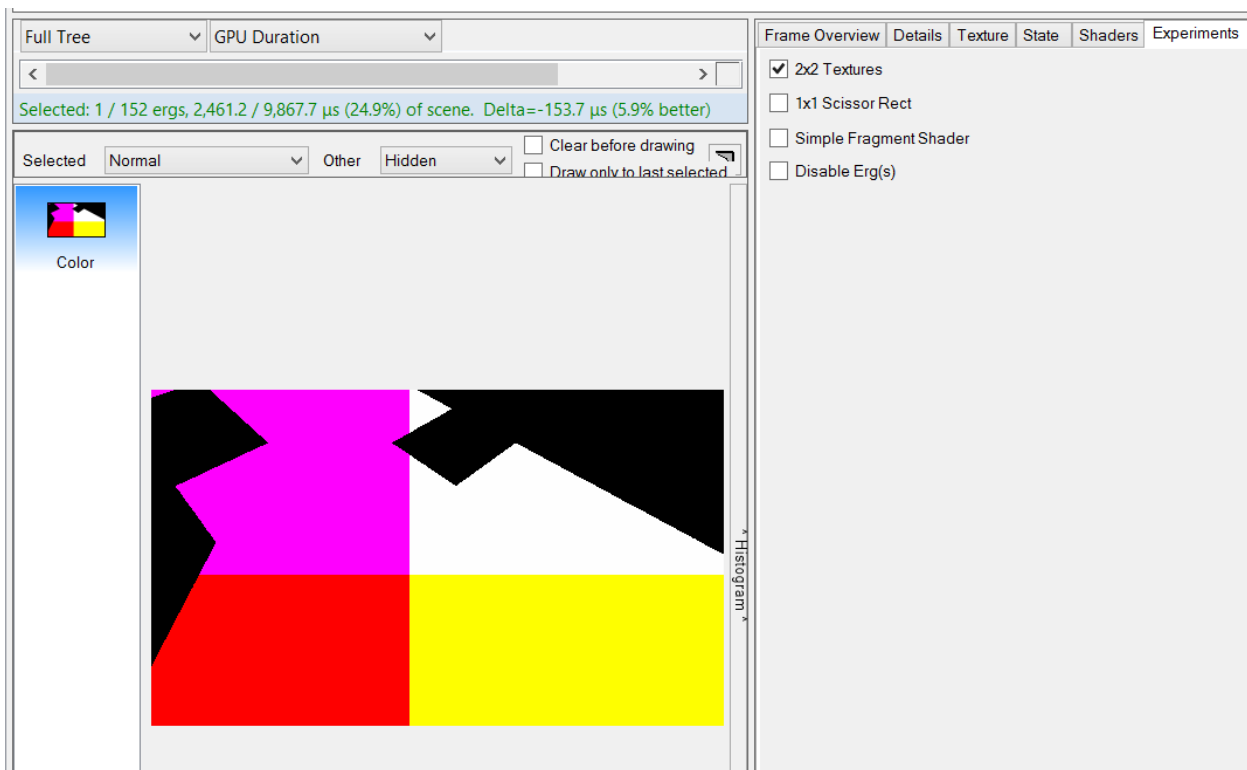 Full Tree GPU Duration
Selected: 1 / 152 ergs, 2,461.2 / 9,867.7 µs (24.9%) of scene. Delta=-153.7 µs (5.9% better)
Selected Normal Other Hidden
Clear before drawing
Draw only to last selected
Color
^ Histogram ^
Frame Overview Details Texture State Shaders Experiments
2x2 Textures
1x1 Scissor Rect
Simple Fragment Shader
Disable Erg(s)